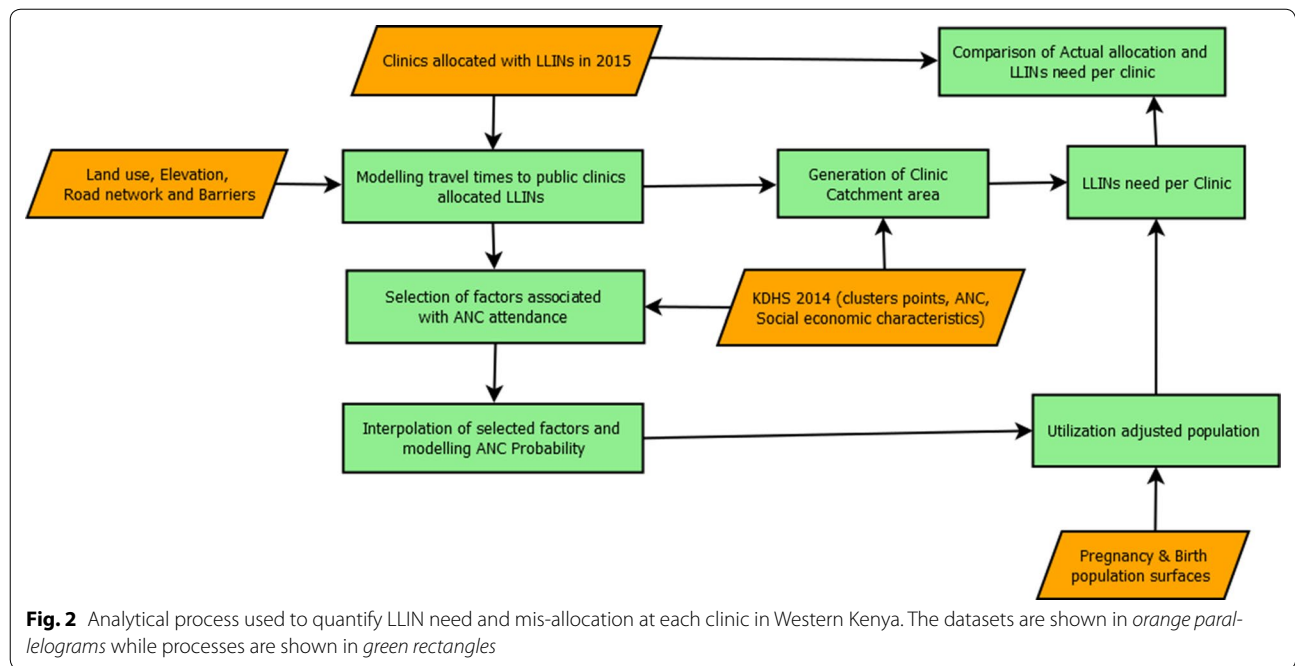 Clinics allocated with LLINs in 2015
Comparison of Actual allocation and
LLINs need per clinic
Land use, Elevation,
Road network and Barriers
Modelling travel times to public clinics
allocated LLINs
Generation of Clinic
Catchment area
LLINs need per Clinic
Selection of factors associated
with ANC attendance
KDHS 2014 (clusters points, ANC,
Social economic characteristics)
Interpolation of selected factors and
modelling ANC Probability
Utilization adjusted population
Pregnancy & Birth
population surfaces
Fig. 2 Analytical process used to quantify LLIN need and mis-allocation at each clinic in Western Kenya. The datasets are shown in orange paral-
lelograms while processes are shown in green rectangles